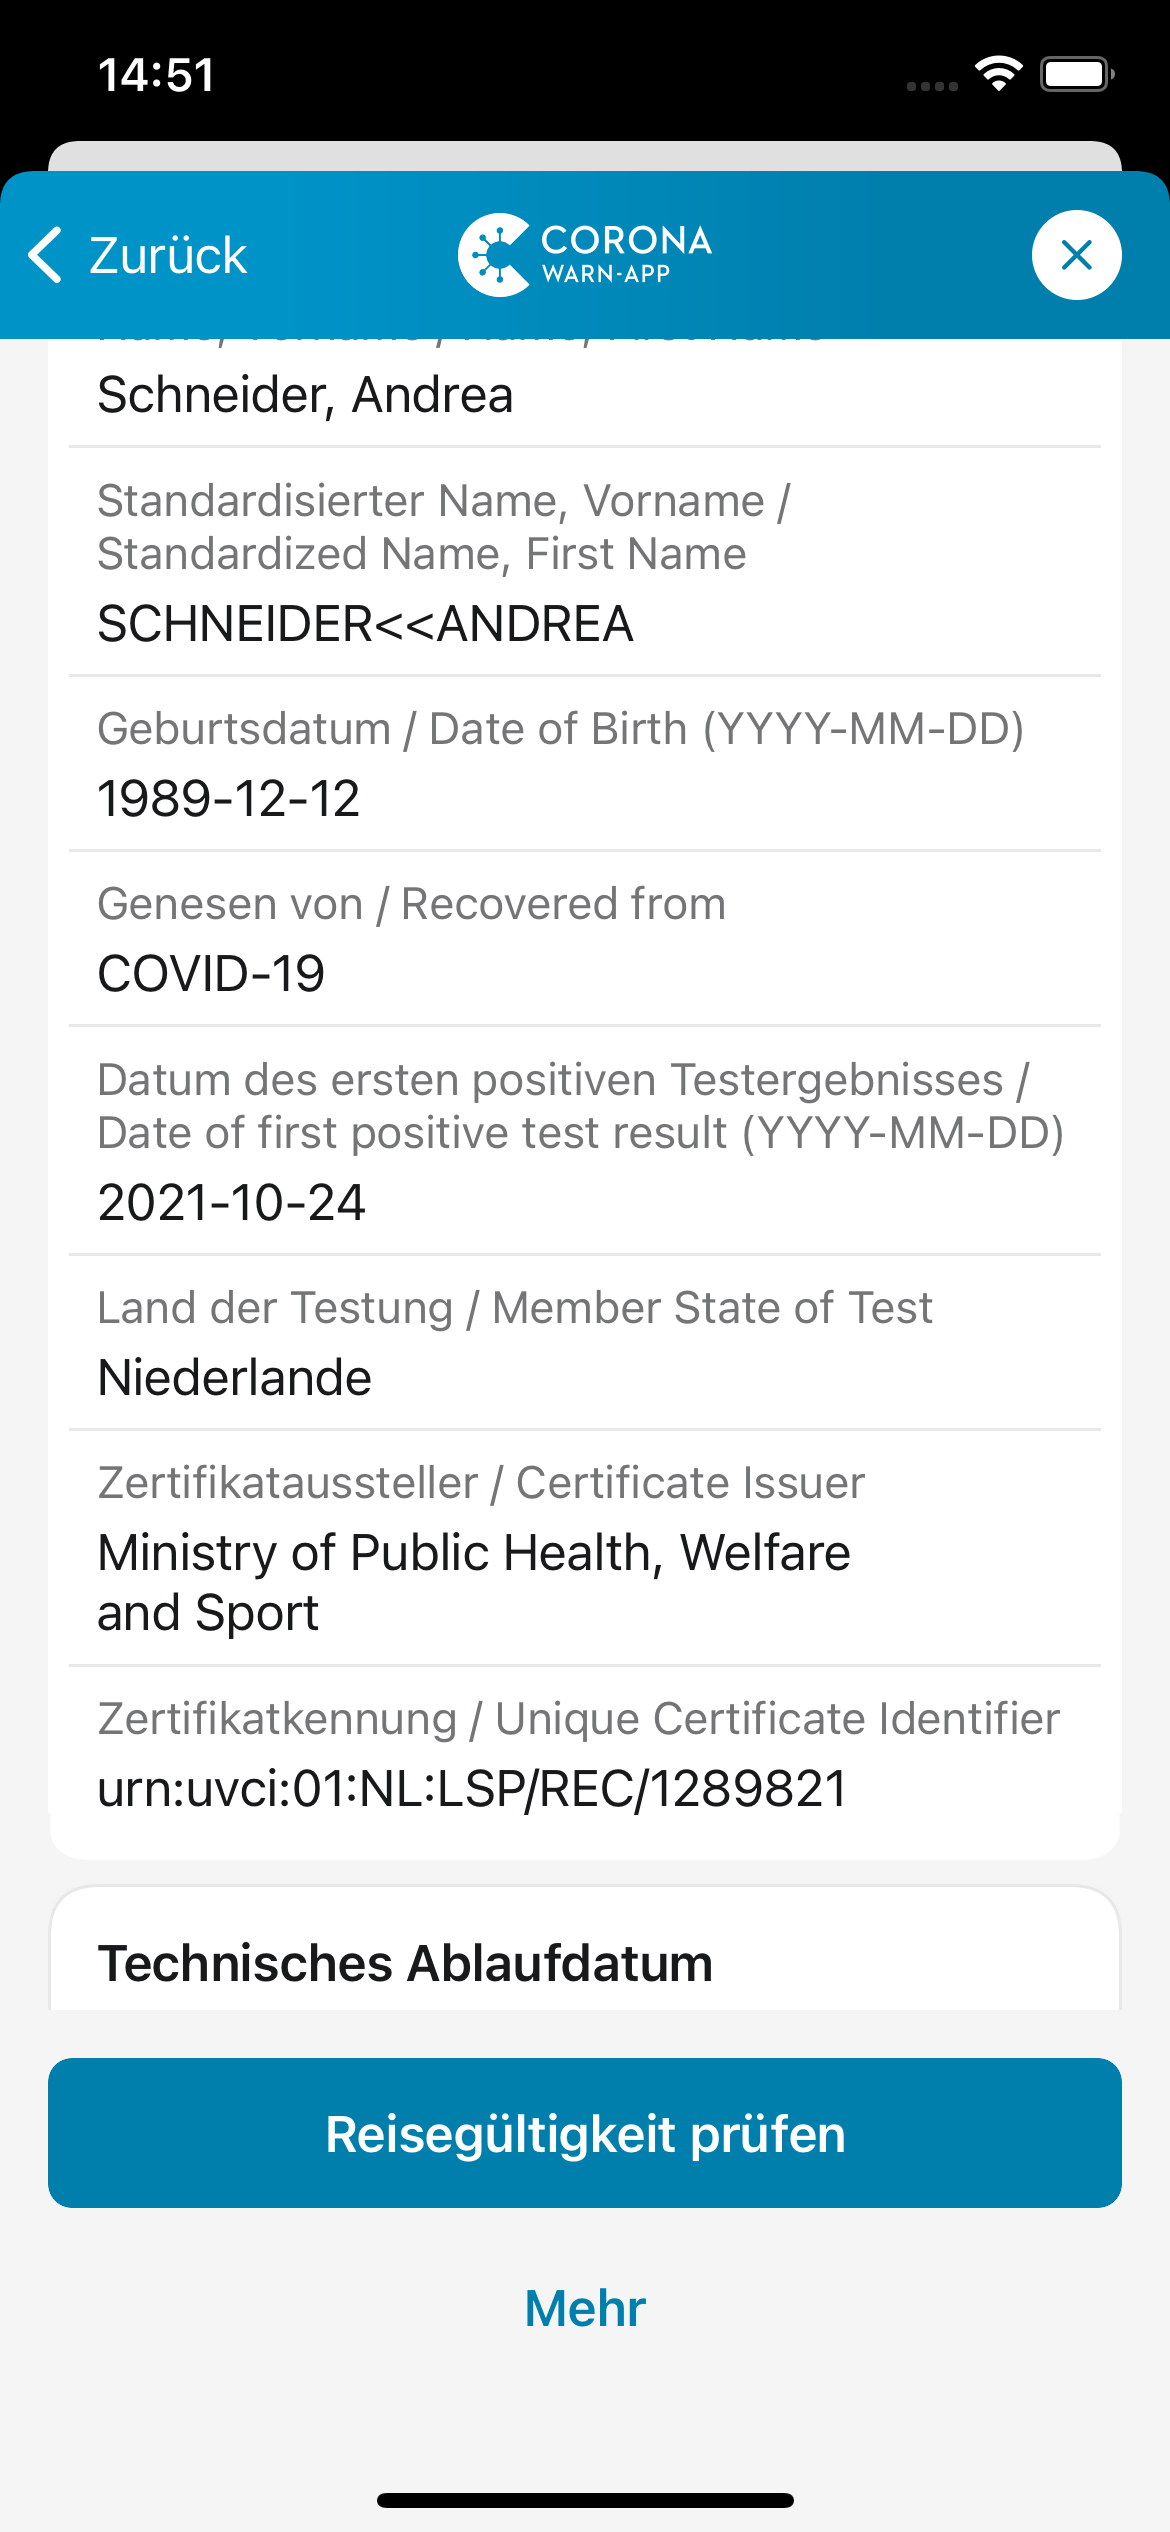 14:51
Zurück
CORONA
WARN-APP
Schneider, Andrea
Standardisierter Name, Vorname /
Standardized Name, First Name
SCHNEIDER<<ANDREA
Geburtsdatum / Date of Birth (YYYY-MM-DD)
1989-12-12
Genesen von / Recovered from
COVID-19
Datum des ersten positiven Testergebnisses /
Date of first positive test result (YYYY-MM-DD)
2021-10-24
Land der Testung / Member State of Test
Niederlande
Zertifikataussteller / Certificate Issuer
Ministry of Public Health, Welfare
and Sport
Zertifikatkennung / Unique Certificate Identifier
urn:uvci:01:NL:LSP/REC/1289821
Technisches Ablaufdatum
Reisegültigkeit prüfen
Mehr